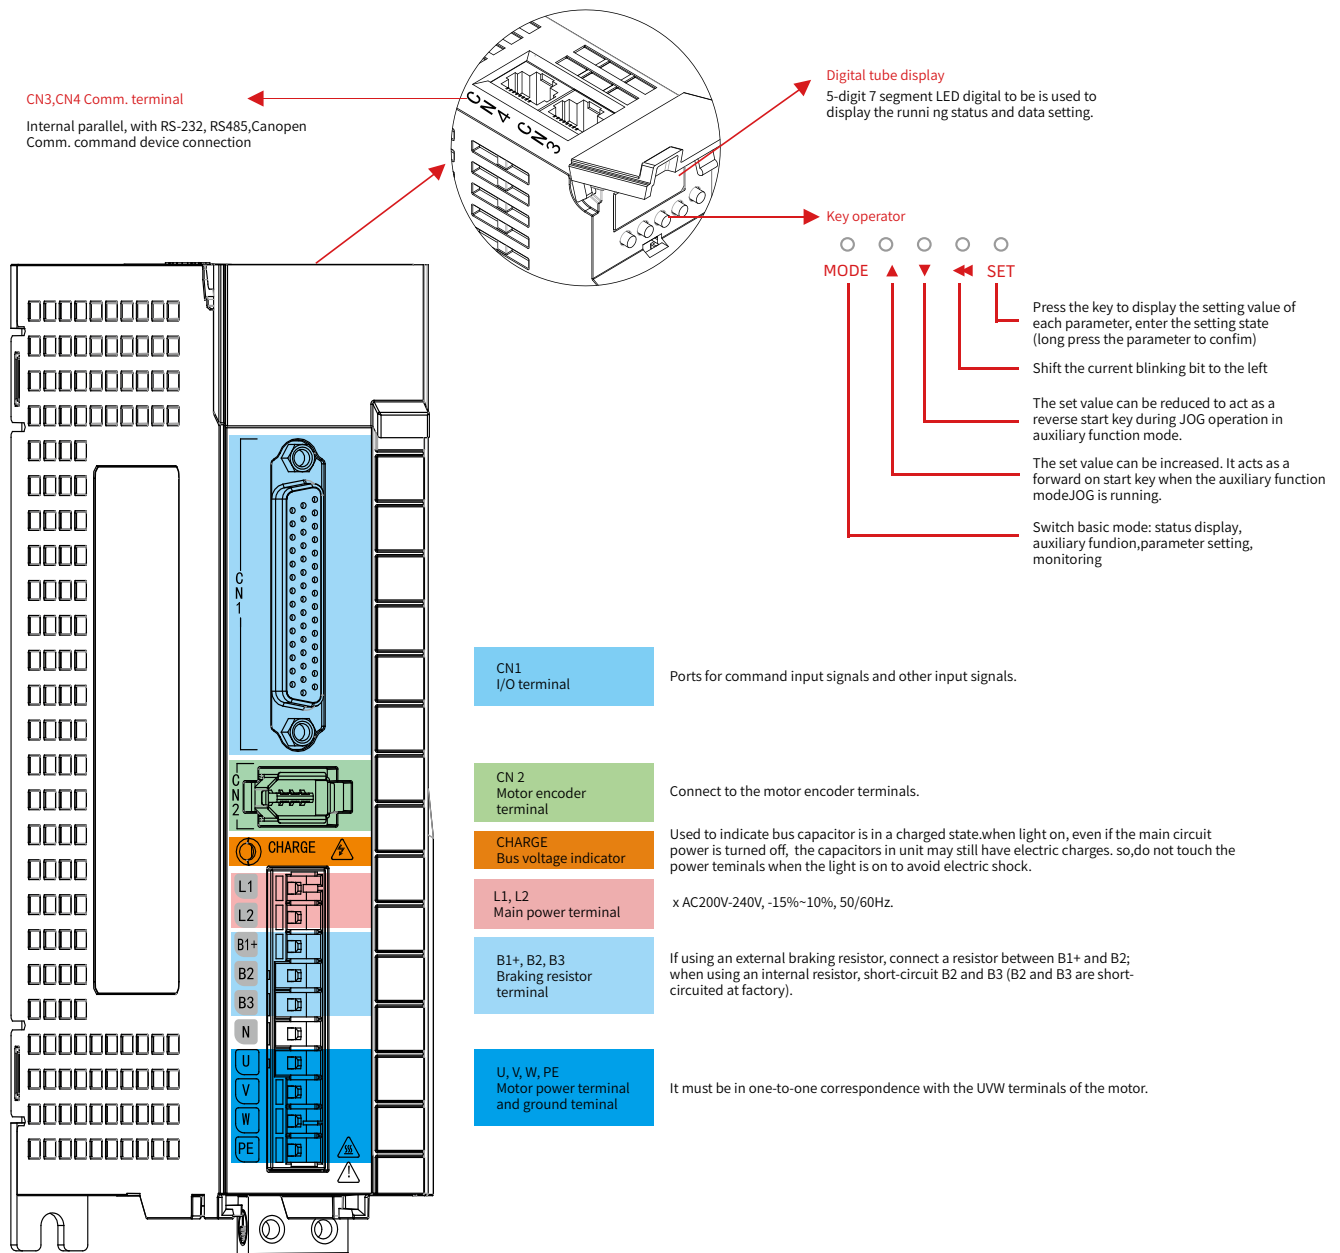 CN3,CN4 Comm. terminal
Internal parallel, with RS-232, RS485,Canopen
Comm. command device connection
CN4
CN3
Digital tube display
5-digit 7 segment LED digital to be is used to
display the runni ng status and data setting.
Key operator
MODE ▲ ▼ ◀◀ SET
Press the key to display the setting value of
each parameter, enter the setting state
(long press the parameter to confim)
Shift the current blinking bit to the left
The set value can be reduced to act as a
reverse start key during JOG operation in
auxiliary function mode.
The set value can be increased. It acts as a
forward on start key when the auxiliary function
modeJOG is running.
Switch basic mode: status display,
auxiliary fundion,parameter setting,
monitoring
CN1
CN2
CHARGE
L1
L2
B1+
B2
B3
N
U
V
W
PE
CN1
I/O terminal
Ports for command input signals and other input signals.
CN 2
Motor encoder
terminal
Connect to the motor encoder terminals.
CHARGE
Bus voltage indicator
Used to indicate bus capacitor is in a charged state.when light on, even if the main circuit
power is turned off, the capacitors in unit may still have electric charges. so,do not touch the
power teminals when the light is on to avoid electric shock.
L1, L2
Main power terminal
x AC200V-240V, -15%~10%, 50/60Hz.
B1+, B2, B3
Braking resistor
terminal
If using an external braking resistor, connect a resistor between B1+ and B2;
when using an internal resistor, short-circuit B2 and B3 (B2 and B3 are short-
circuited at factory).
U, V, W, PE
Motor power terminal
and ground teminal
It must be in one-to-one correspondence with the UVW terminals of the motor.